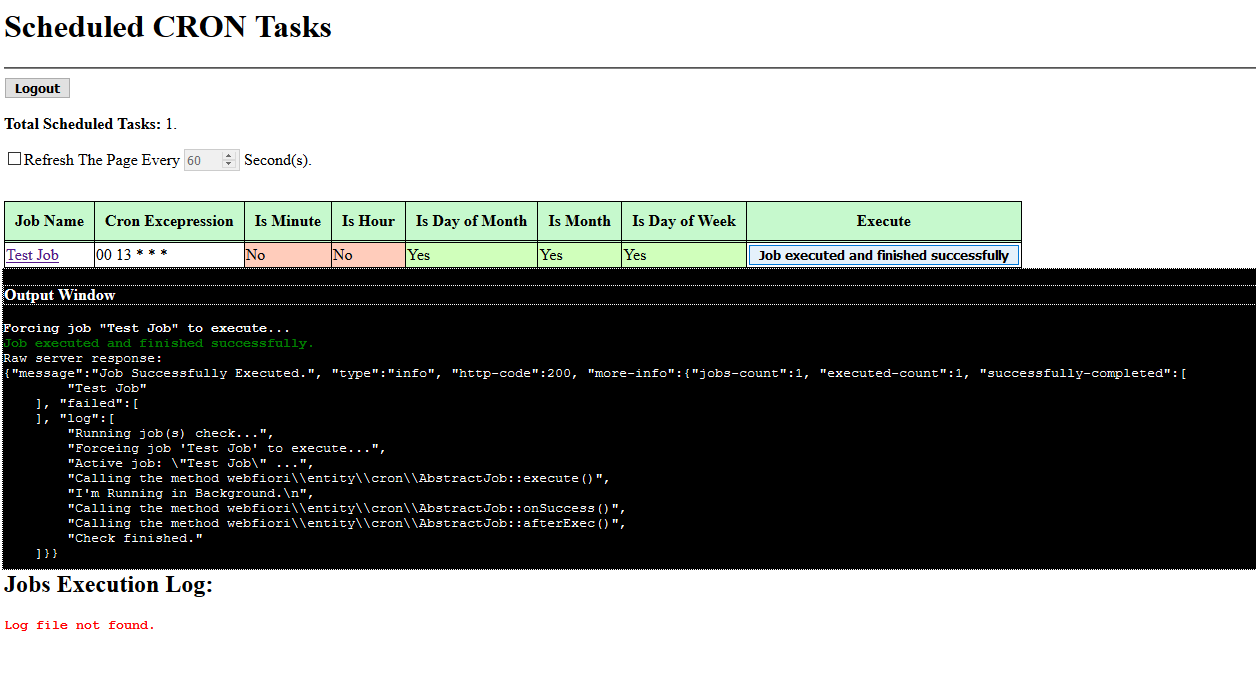 Scheduled CRON Tasks
Logout
Total Scheduled Tasks: 1.
Refresh The Page Every 60 Second(s).
Job Name Cron Excepression Is Minute Is Hour Is Day of Month Is Month Is Day of Week Execute
Test Job 00 13 * * * No No Yes Yes Yes Job executed and finished successfully
Output Window
Forcing job "Test Job" to execute...
Job executed and finished successfully.
Raw server response:
{"message":"Job Successfully Executed.", "type":"info", "http-code":200, "more-info":{"jobs-count":1, "executed-count":1, "successfully-completed":[
"Test Job"
], "failed":[
], "log":[
"Running job(s) check...",
"Forceing job 'Test Job' to execute...",
"Active job: \"Test Job\" ...",
"Calling the method webfiori\\entity\\cron\\AbstractJob::execute()",
"I'm Running in Background.\n",
"Calling the method webfiori\\entity\\cron\\AbstractJob::onSuccess()",
"Calling the method webfiori\\entity\\cron\\AbstractJob::afterExec()",
"Check finished."
]}}
Jobs Execution Log:
Log file not found.